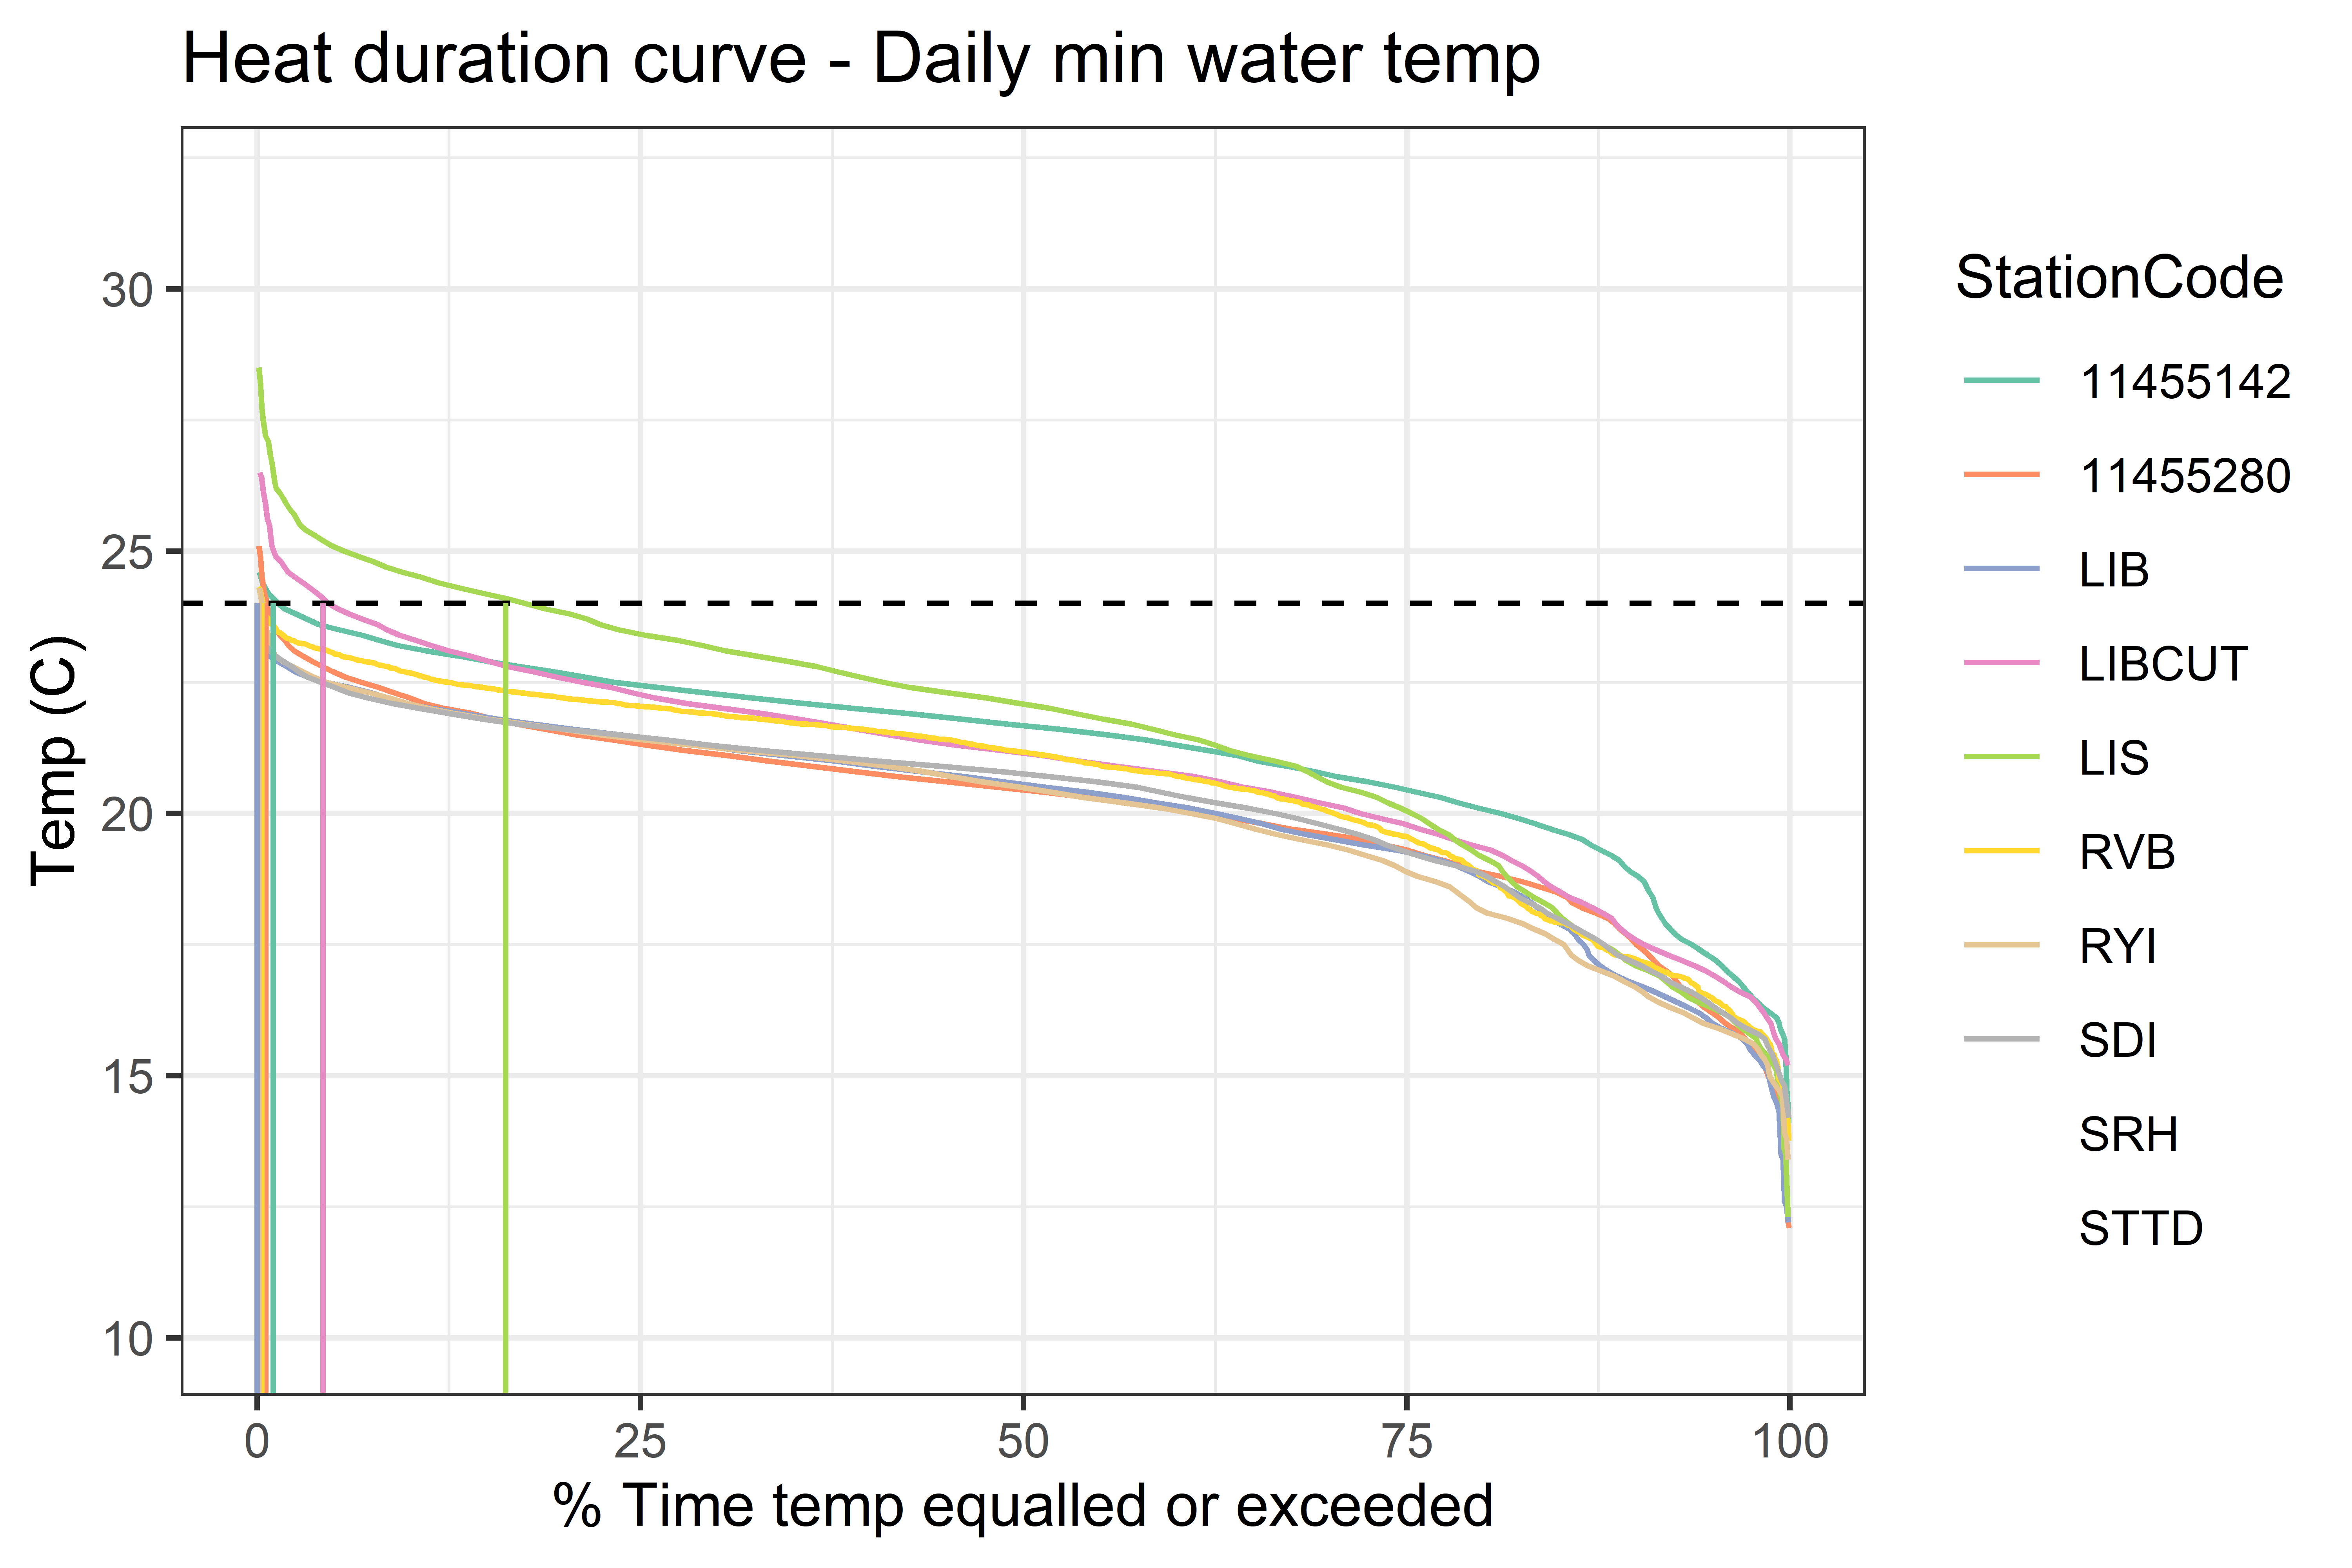 Heat duration curve - Daily min water temp
Temp (C)
30
25
20
15
10
0
25
50
75
100
% Time temp equalled or exceeded
StationCode
11455142
11455280
LIB
LIBCUT
LIS
RVB
RYI
SDI
SRH
STTD